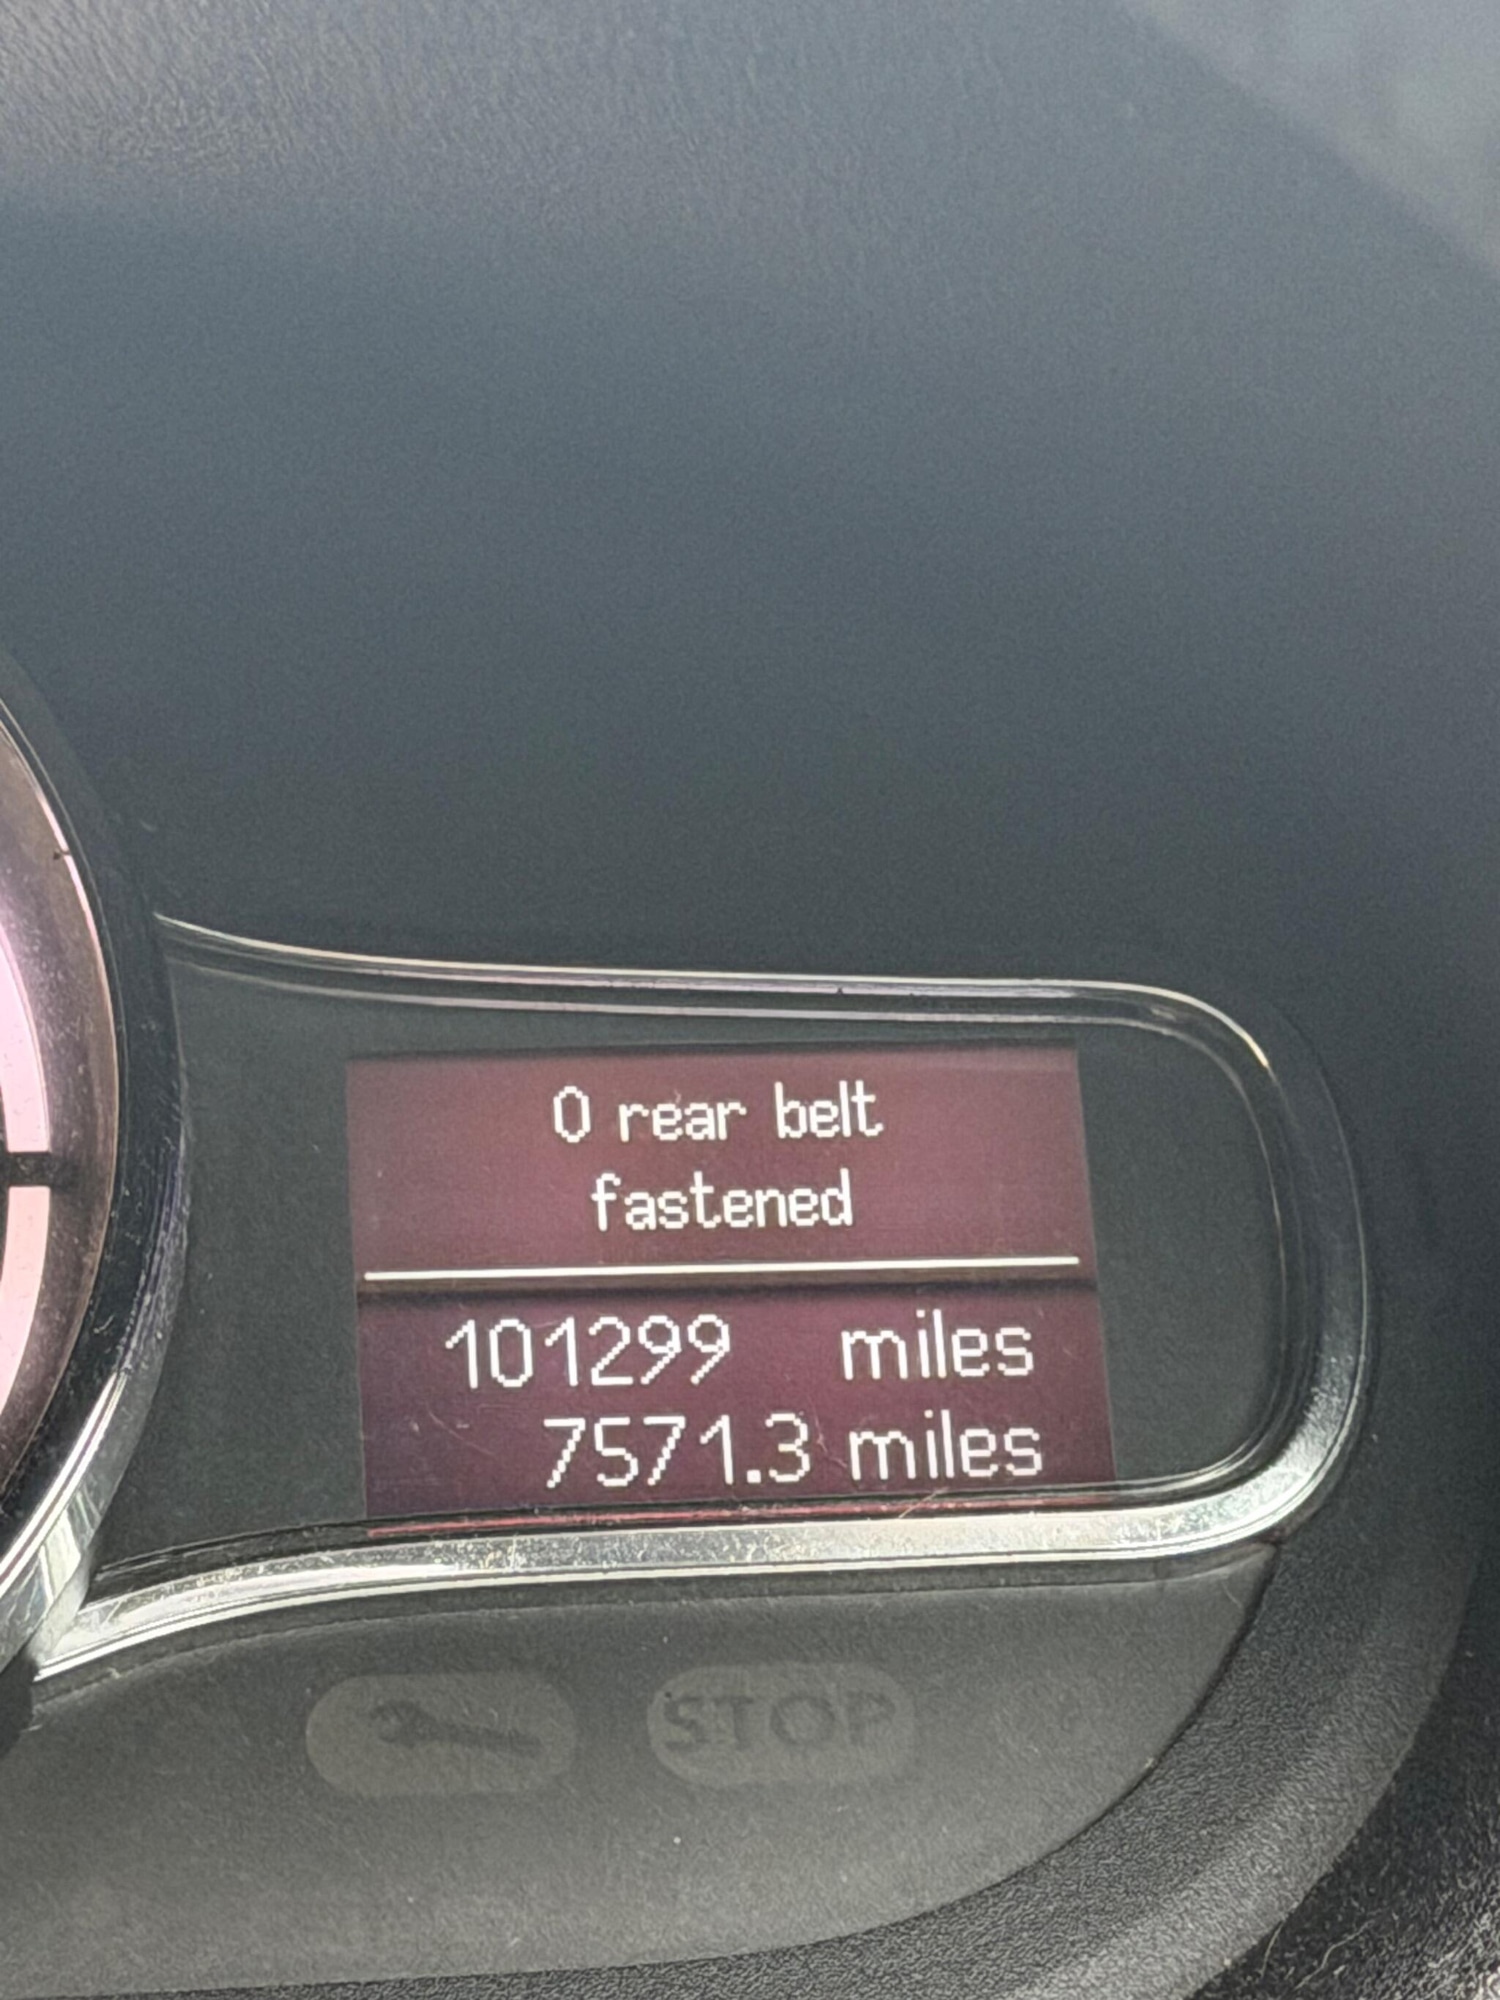 0 rear belt
fastened
101299 miles
7571.3 miles
STOP